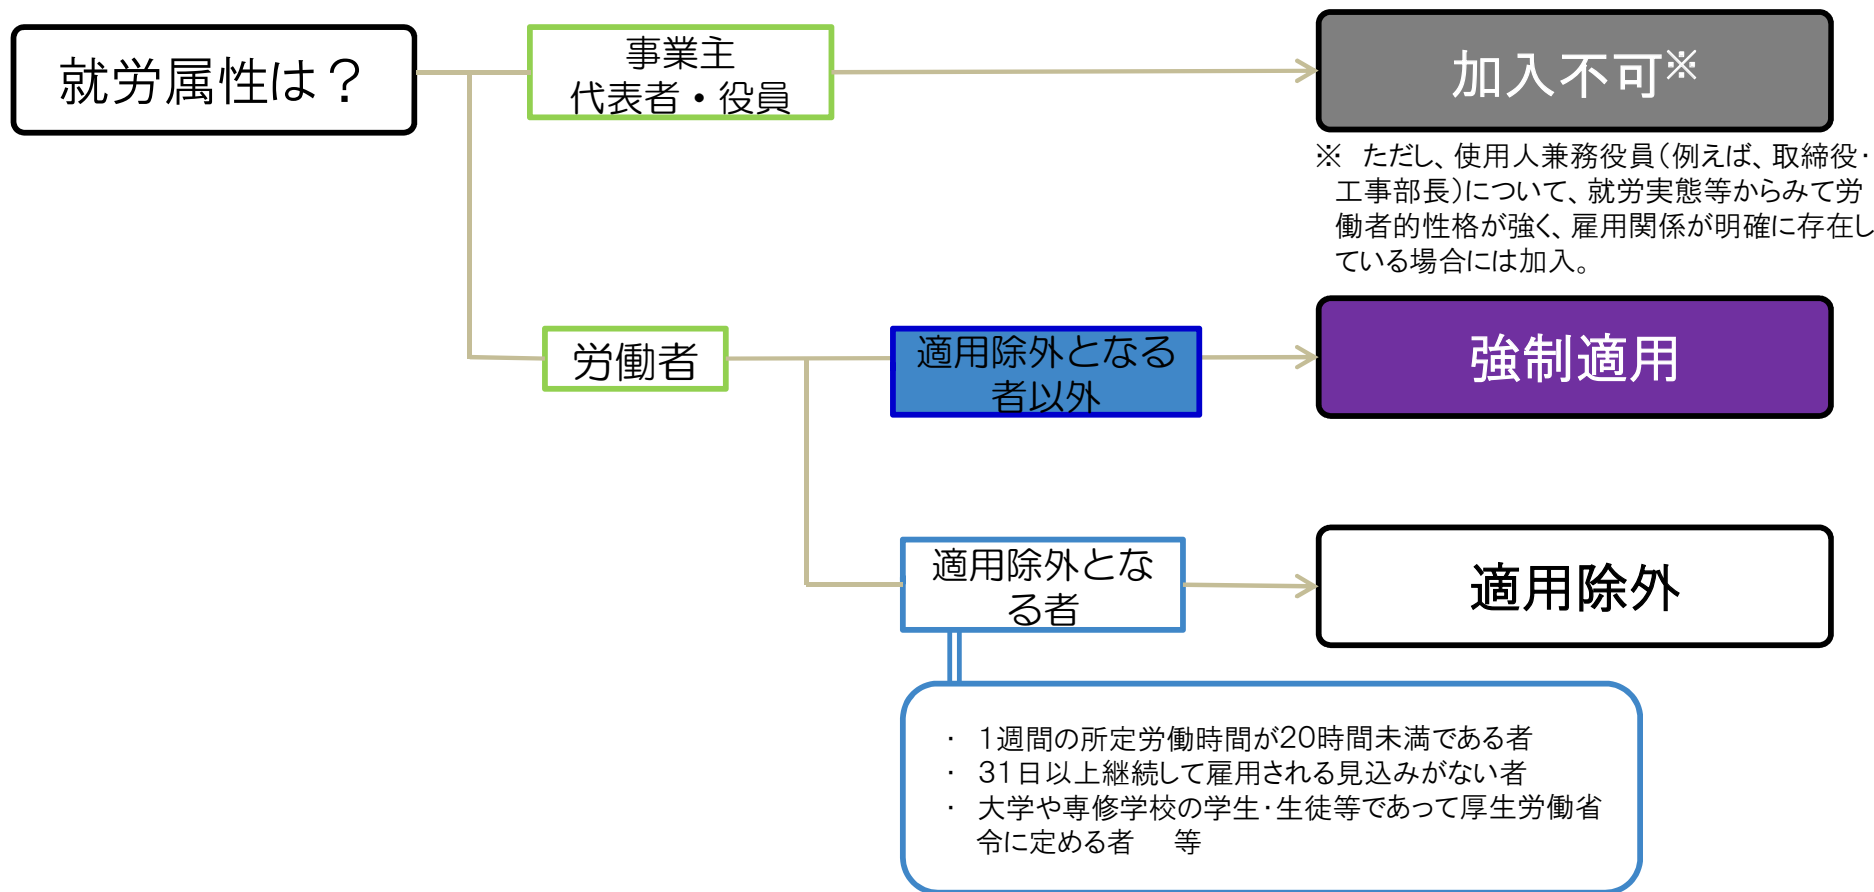 就労属性は？
事業主
代表者・役員
加入不可※
※　ただし、使用人兼務役員（例えば、取締役・
工事部長）について、就労実態等からみて労
働者的性格が強く、雇用関係が明確に存在し
ている場合には加入。
労働者
適用除外となる
者以外
強制適用
適用除外とな
る者
適用除外
・ 1週間の所定労働時間が20時間未満である者
・ 31日以上継続して雇用される見込みがない者
・ 大学や専修学校の学生・生徒等であって厚生労働省
令に定める者　等